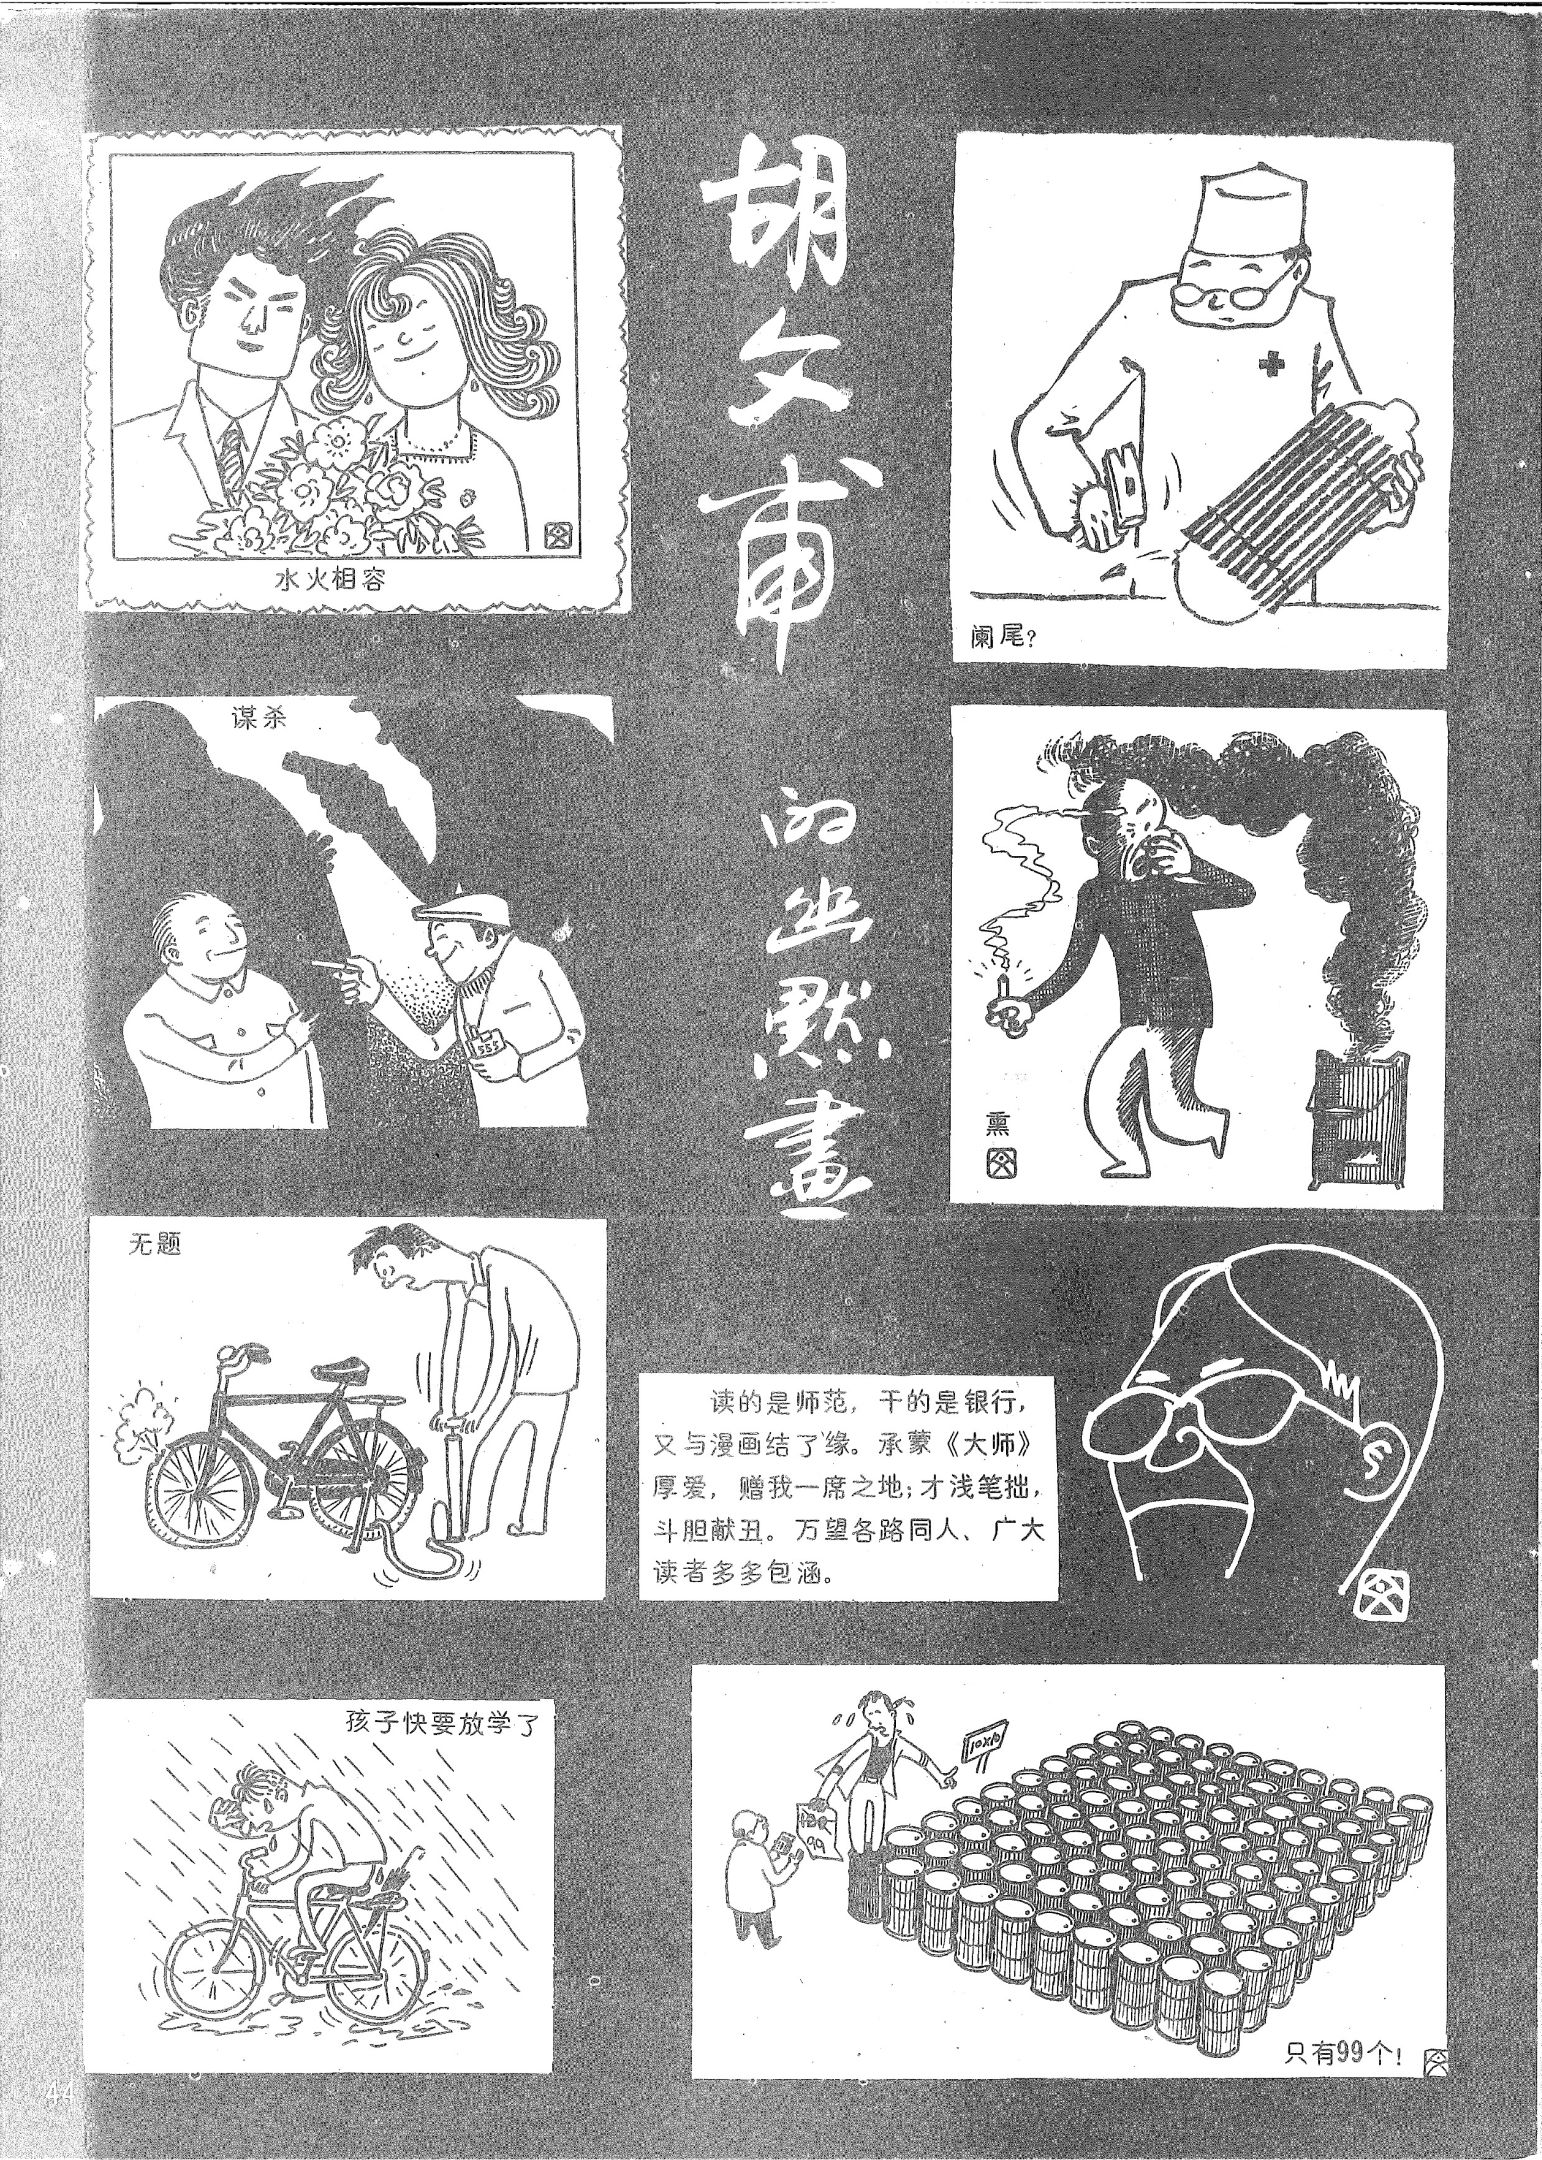 胡文甫的幽默畫
水火相容
阑尾?
谋杀
555
熏
无题
读的是师范,干的是银行,
又与漫画结了缘。承蒙《大师》
厚爱,赠我一席之地;才浅笔拙,
斗胆献丑。万望各路同人、广大
读者多多包涵。
孩子快要放学了
10X10
99
只有99个!
44